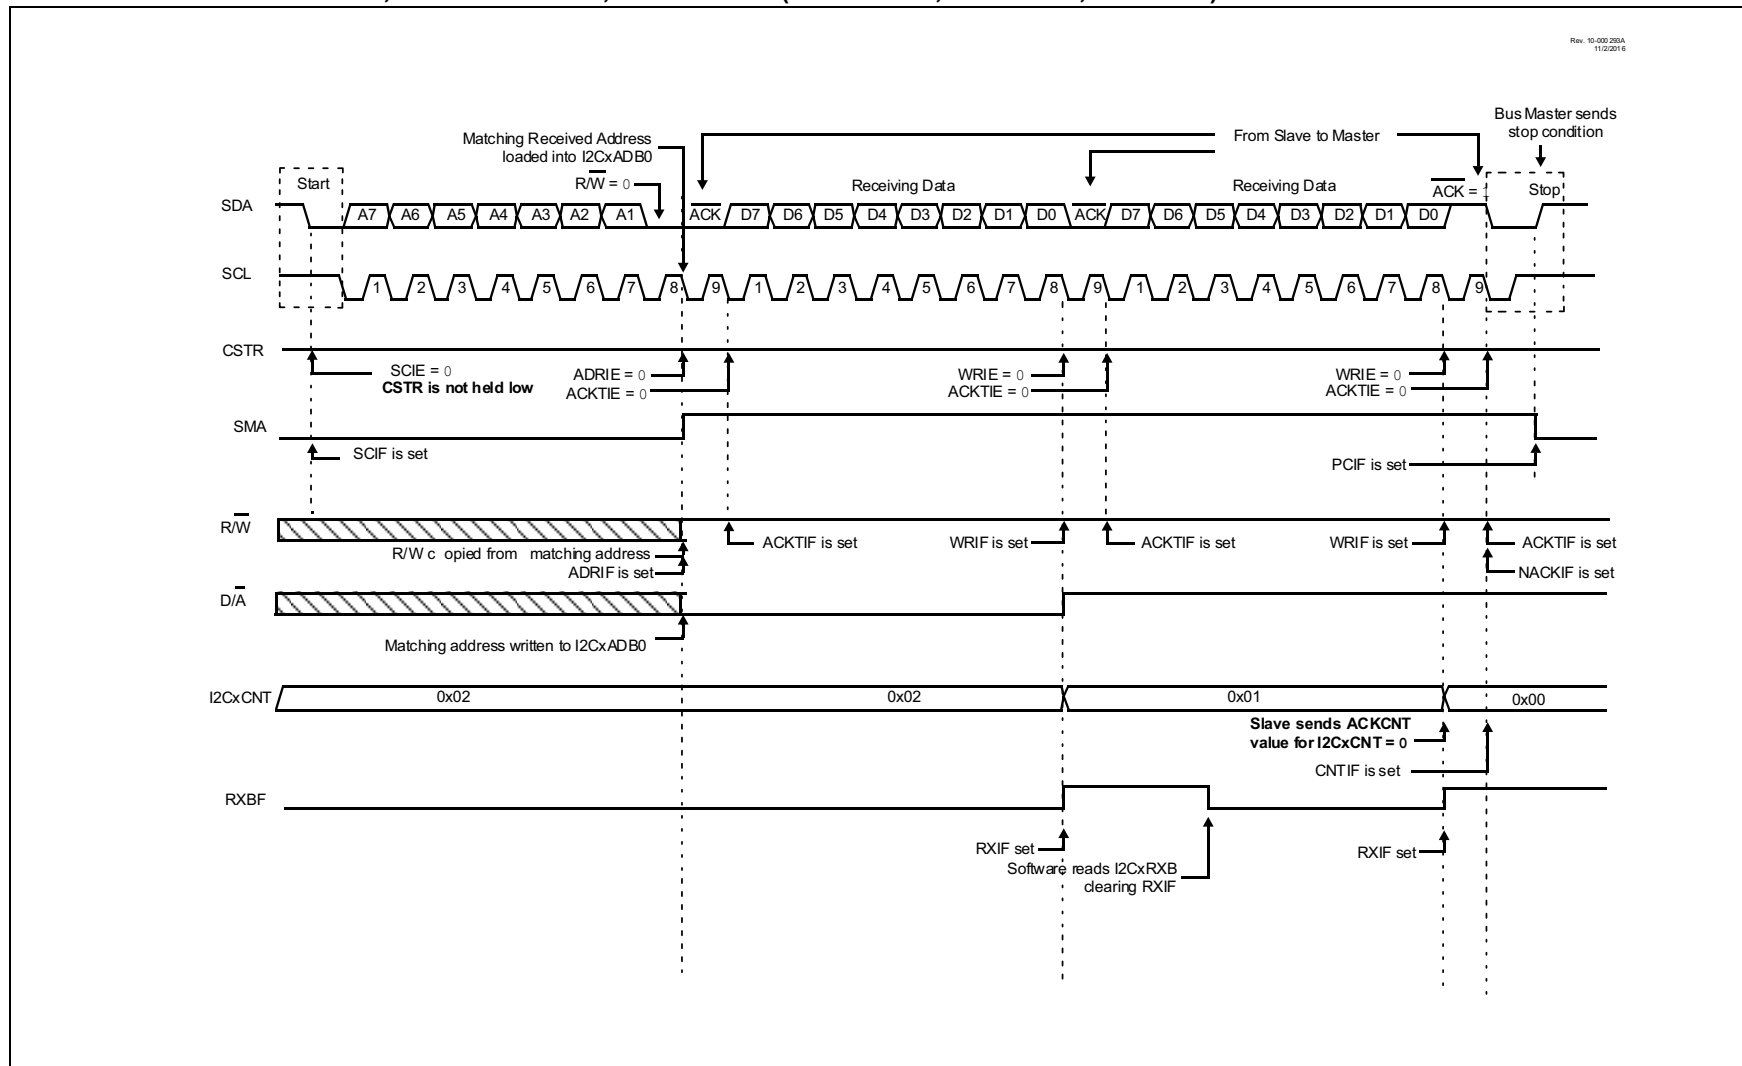 Rev. 10-000293A
11/2/2016
Bus Master sends
stop condition
Matching Received Address
loaded into I2CxADB0
From Slave to Master
R/W = 0
Start
Receiving Data
Receiving Data
ACK =
Stop
SDA
A7 A6 A5 A4 A3 A2 A1 ACK D7 D6 D5 D4 D3 D2 D1 D0 ACK D7 D6 D5 D4 D3 D2 D1 D0
SCL
1 2 3 4 5 6 7 8 9 1 2 3 4 5 6 7 8 9 1 2 3 4 5 6 7 8 9
CSTR
SCIE = 0
CSTR is not held low
ADRIE = 0
ACKTIE = 0
WRIE = 0
ACKTIE = 0
WRIE = 0
ACKTIE = 0
SMA
SCIF is set
PCIF is set
R/W
ACKTIF is set
WRIF is set
ACKTIF is set
WRIF is set
ACKTIF is set
R/W c opied from matching address
ADRIF is set
NACKIF is set
D/A
Matching address written to I2CxADB0
I2CxCNT
0x02
0x02
0x01
0x00
Slave sends ACKCNT
value for I2CxCNT = 0
CNTIF is set
RXBF
RXIF set
Software reads I2CxRXB
clearing RXIF
RXIF set